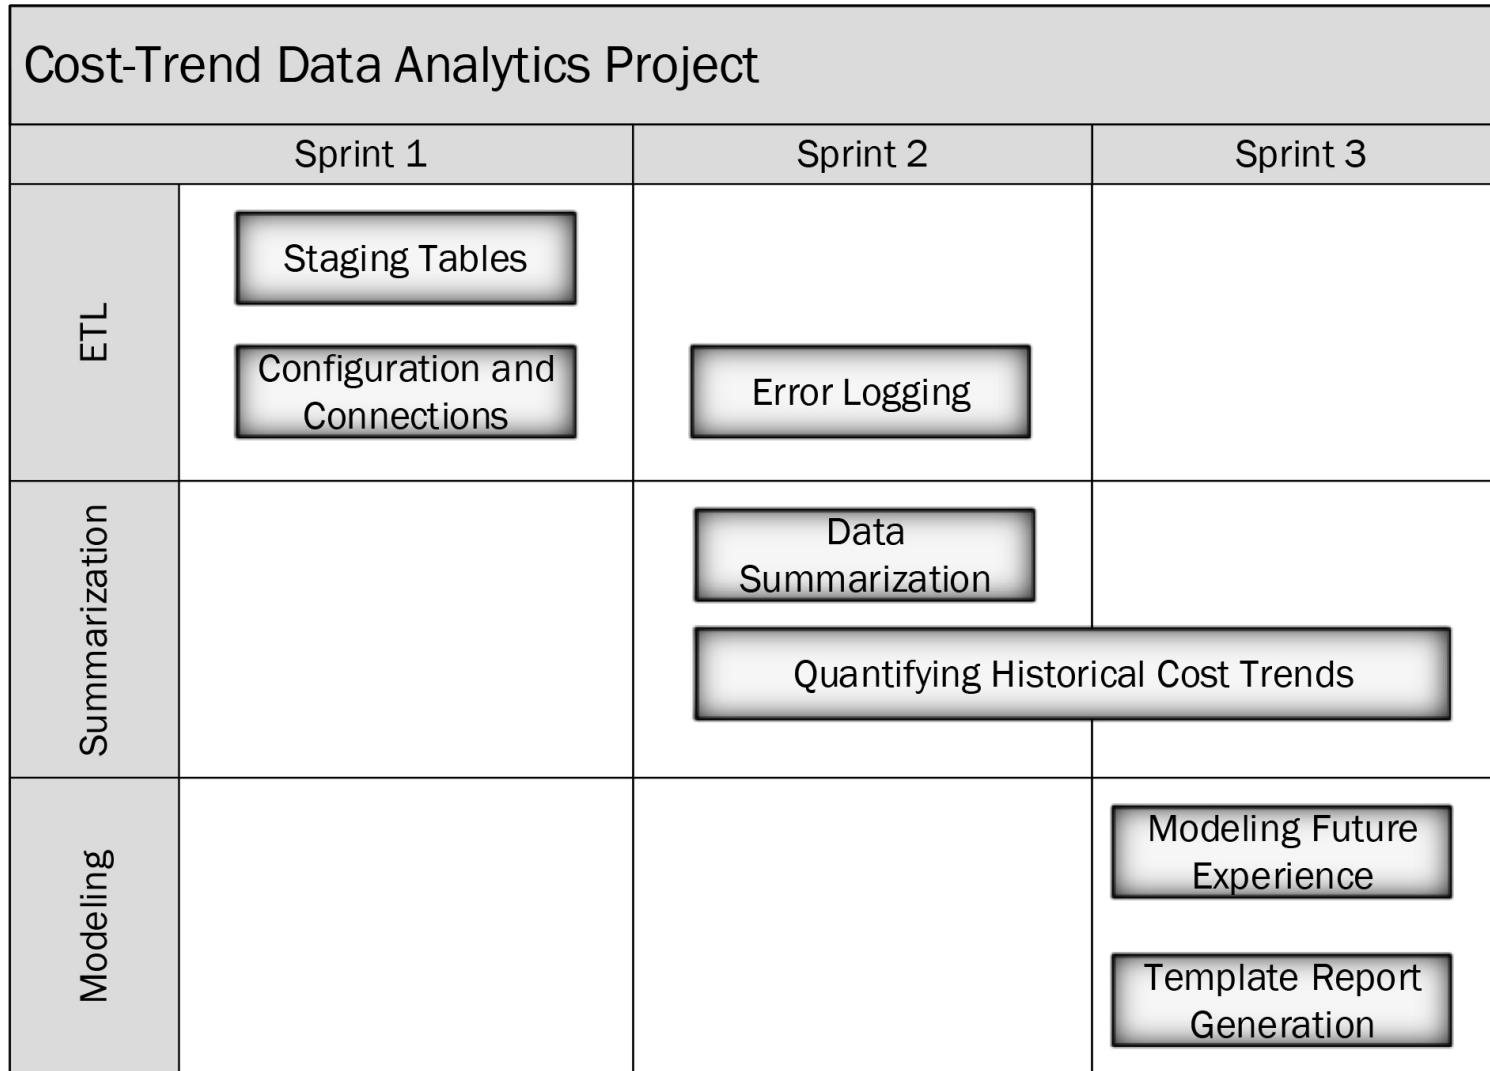 Cost-Trend Data Analytics Project
Sprint 1
Sprint 2
Sprint 3
ETL
Staging Tables
Configuration and
Connections
Error Logging
Summarization
Data
Summarization
Quantifying Historical Cost Trends
Modeling
Modeling Future
Experience
Template Report
Generation